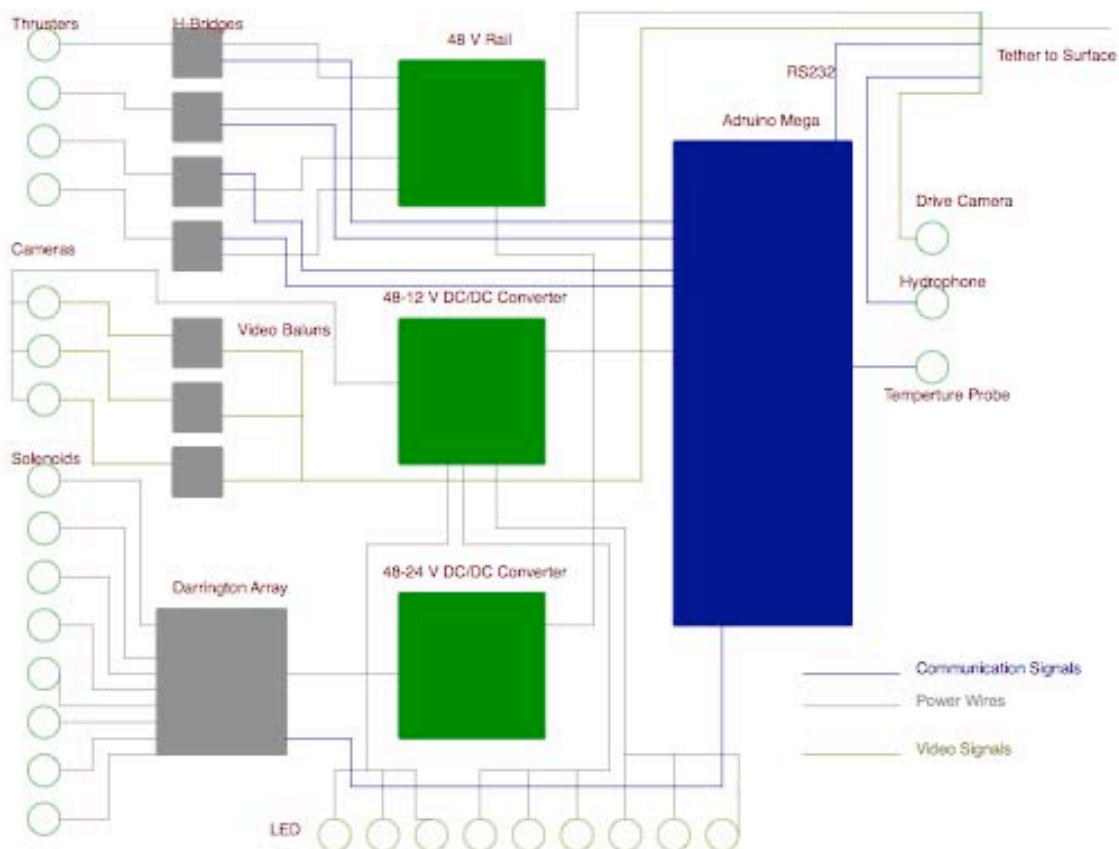 Thrusters
H-Bridges
48 V Rail
RS232
Tether to Surface
Adruino Mega
Drive Camera
Cameras
Hydrophone
48-12 V DC/DC Converter
Video Baluns
Temperture Probe
Solenoids
48-24 V DC/DC Converter
Darrington Array
Communication Signals
Power Wires
Video Signals
LED